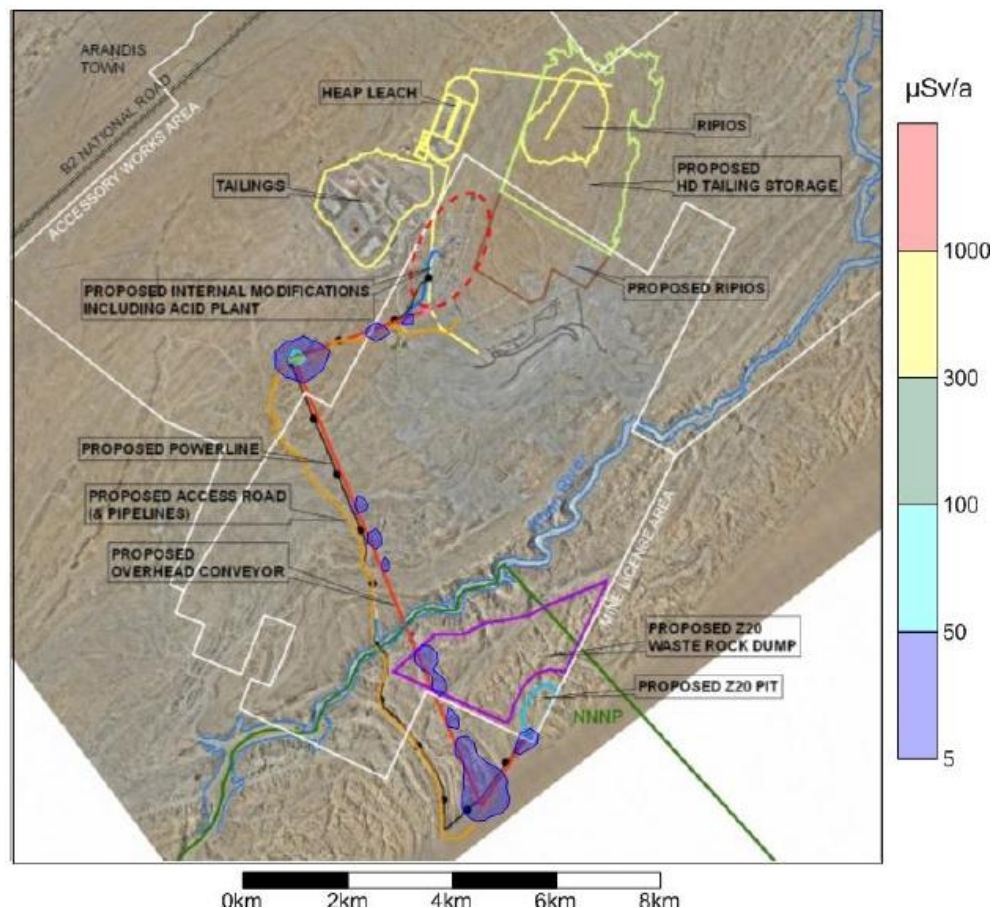 ARANDIS
TOWN
B2 NATIONAL ROAD
ACCESSORY WORKS AREA
HEAP LEACH
RIPIOS
PROPOSED
HD TAILING STORAGE
TAILINGS
PROPOSED INTERNAL MODIFICATIONS
INCLUDING ACID PLANT
PROPOSED RIPIOS
PROPOSED POWERLINE
PROPOSED ACCESS ROAD
(& PIPELINES)
PROPOSED
OVERHEAD CONVEYOR
River
MINE LICENSE AREA
PROPOSED Z20
WASTE ROCK DUMP
PROPOSED Z20 PIT
NNNP
µSv/a
1000
300
100
50
5
0km
2km
4km
6km
8km